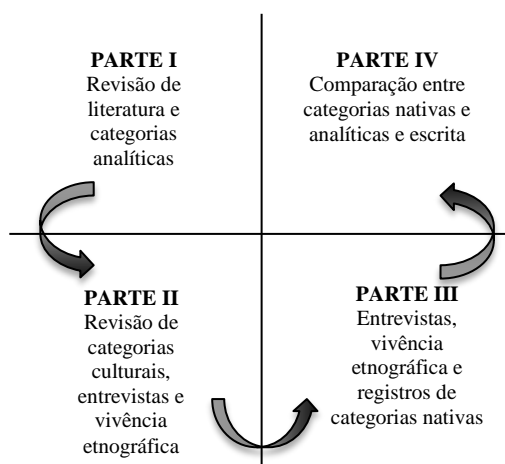 PARTE I
Revisão de
literatura e
categorias
analíticas
PARTE IV
Comparação entre
categorias nativas e
analíticas e escrita
PARTE II
Revisão de
categorias
culturais,
entrevistas e
vivência
etnográfica
PARTE III
Entrevistas,
vivência
etnográfica e
registros de
categorias nativas